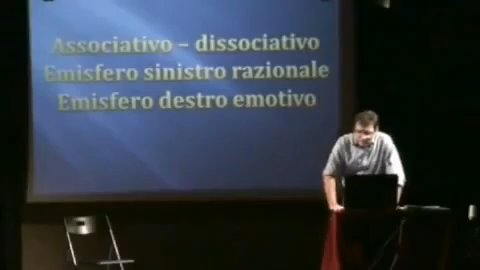 Associativo – dissociativo
Emisfero sinistro razionale
Emisfero destro emotivo